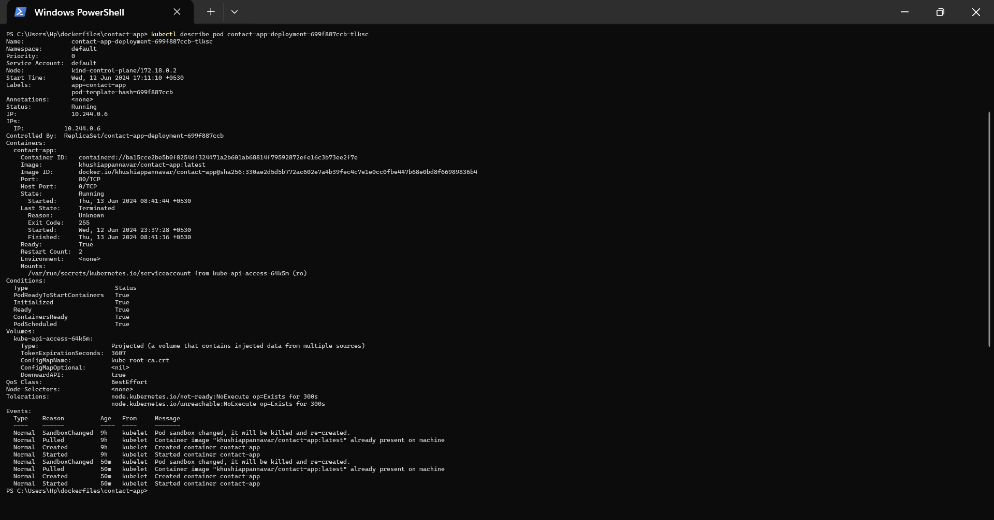 Windows PowerShell
PS C:\Users\Hp\dockerfiles\contact-app> kubectl describe pod contact-app-deployment-699f887ccb-tlksc
Name: contact-app-deployment-699f887ccb-tlksc
Namespace: default
Priority: 0
Service Account: default
Node: kind-control-plane/172.18.0.2
Start Time: Wed, 12 Jun 2024 17:11:10 +0530
Labels: app=contact-app
pod-template-hash=699f887ccb
Annotations: <none>
Status: Running
IP: 10.244.0.6
IPs:
IP: 10.244.0.6
Controlled By: ReplicaSet/contact-app-deployment-699f887ccb
Containers:
contact-app:
Container ID:
Image: khushiappannavar/contact-app:latest
Image ID:
Port: 80/TCP
Host Port: 0/TCP
State: Running
Started: Thu, 13 Jun 2024 08:41:44 +0530
Last State: Terminated
Reason: Unknown
Exit Code: 255
Started: Wed, 12 Jun 2024 23:37:28 +0530
Finished: Thu, 13 Jun 2024 08:41:36 +0530
Ready: True
Restart Count: 2
Environment: <none>
Mounts:
/var/run/secrets/kubernetes.io/serviceaccount from kube-api-access-64k5m (ro)
Conditions:
Type Status
PodReadyToStartContainers True
Initialized True
Ready True
ContainersReady True
PodScheduled True
Volumes:
kube-api-access-64k5m:
Type: Projected (a volume that contains injected data from multiple sources)
TokenExpirationSeconds: 3607
ConfigMapName: kube-root-ca.crt
ConfigMapOptional: <nil>
DownwardAPI: true
QoS Class: BestEffort
Node-Selectors: <none>
Tolerations: node.kubernetes.io/not-ready:NoExecute op=Exists for 300s
node.kubernetes.io/unreachable:NoExecute op=Exists for 300s
Events:
Type Reason Age From Message
---- ------ ---- ---- -------
Normal SandboxChanged 9h kubelet Pod sandbox changed, it will be killed and re-created.
Normal Pulled 9h kubelet Container image "khushiappannavar/contact-app:latest" already present on machine
Normal Created 9h kubelet Created container contact-app
Normal Started 9h kubelet Started container contact-app
Normal SandboxChanged 50m kubelet Pod sandbox changed, it will be killed and re-created.
Normal Pulled 50m kubelet Container image "khushiappannavar/contact-app:latest" already present on machine
Normal Created 50m kubelet Created container contact-app
Normal Started 50m kubelet Started container contact-app
PS C:\Users\Hp\dockerfiles\contact-app>